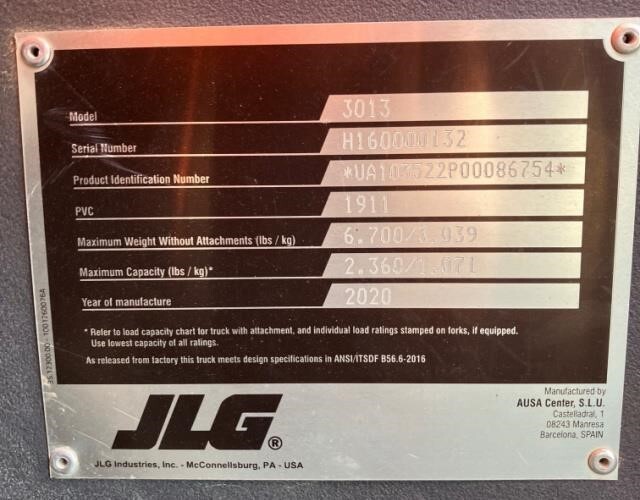 Model 3013
Serial Number H160000132
Product Identification Number *UA103522P00086754*
PVC 1911
Maximum Weight Without Attachments (lbs / kg) 6.700/3.039
Maximum Capacity (lbs / kg)* 2.360/1.071
Year of manufacture 2020
* Refer to load capacity chart for truck with attachment, and individual load ratings stamped on forks, if equipped.
Use lowest capacity of all ratings.
As released from factory this truck meets design specifications in ANSI/ITSDF B56.6-2016
JLG ®
JLG Industries, Inc. - McConnellsburg, PA - USA
Manufactured by
AUSA Center, S.L.U.
Castelladral, 1
08243 Manresa
Barcelona, SPAIN